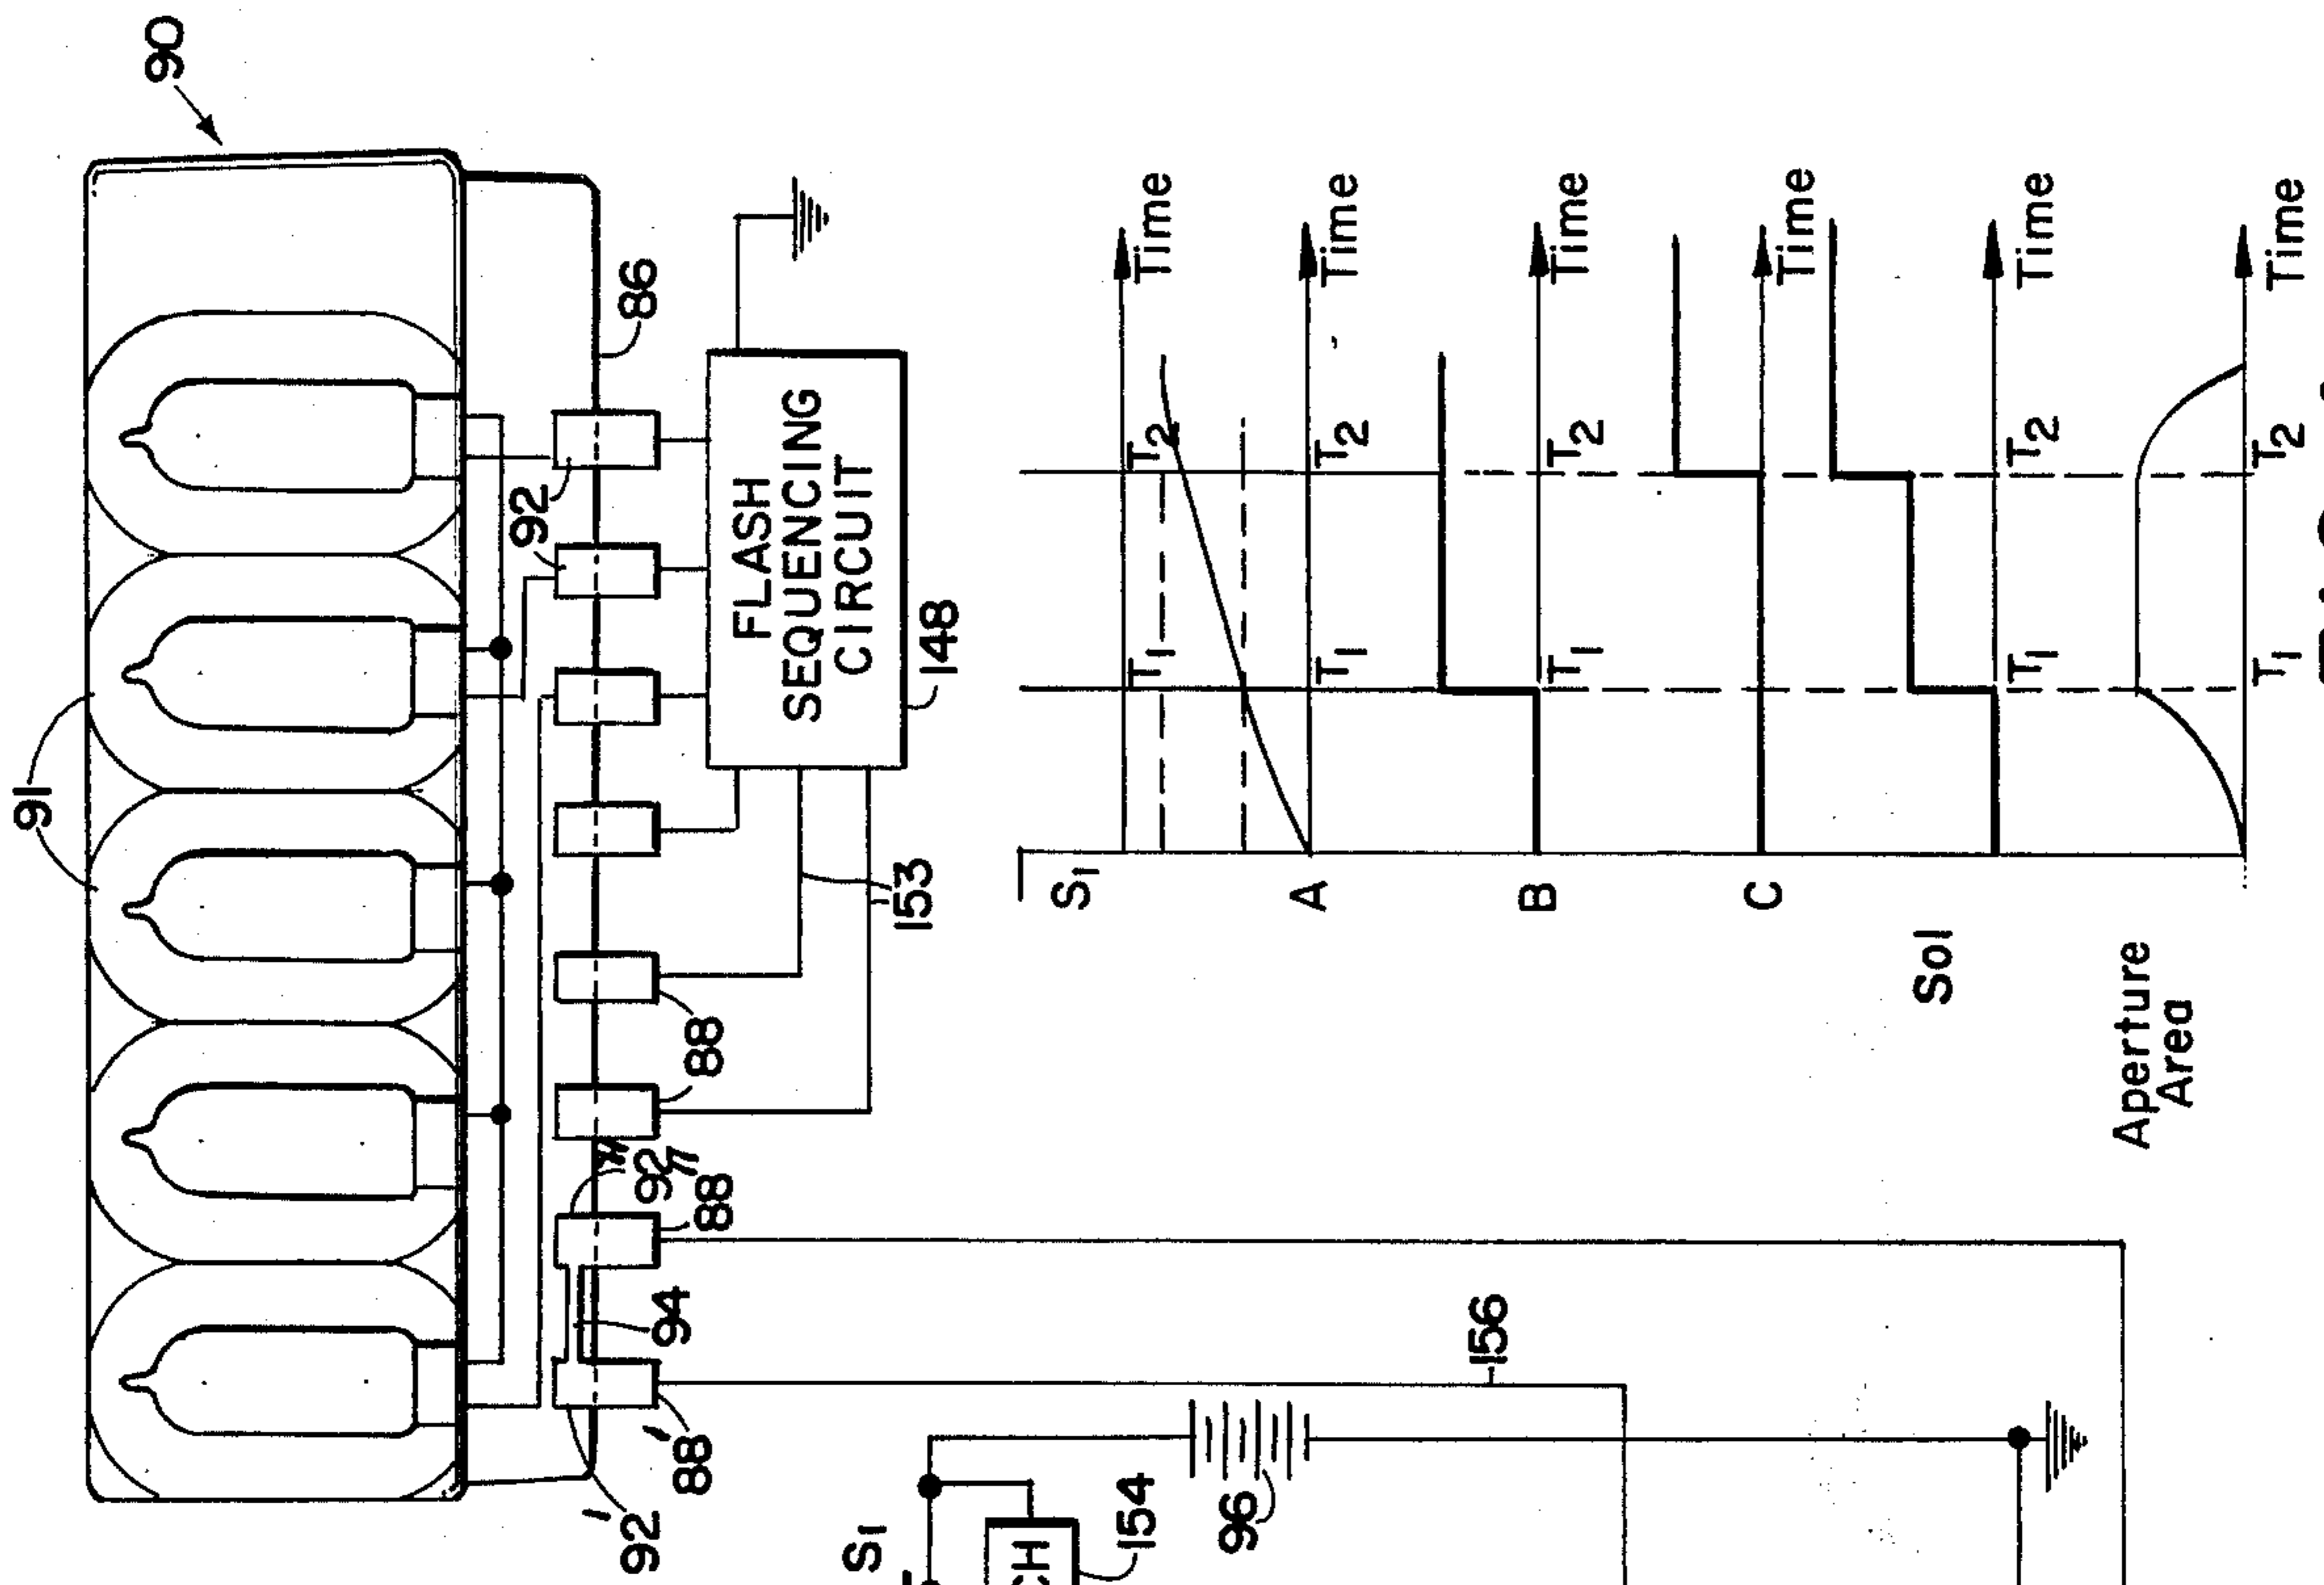 90
91
86
92
FLASH
SEQUENCING
CIRCUIT
148
153
88
92"
88"
94
88'
92'
156
S1
CH
154
96
S1
T1
T2
Time
A
T1
T2
Time
B
T1
T2
Time
C
Time
Sol
T1
T2
Time
Aperture
Area
T1
T2
Time